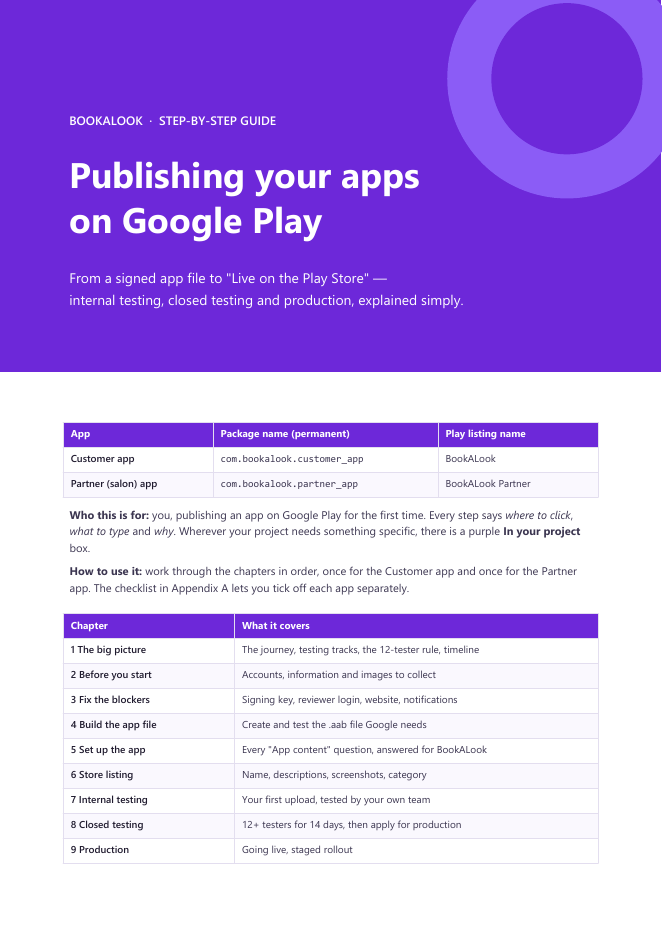 BOOKALOOK · STEP-BY-STEP GUIDE
Publishing your apps
on Google Play
From a signed app file to "Live on the Play Store" —
internal testing, closed testing and production, explained simply.
App Package name (permanent) Play listing name
Customer app com.bookalook.customer_app BookALook
Partner (salon) app com.bookalook.partner_app BookALook Partner
Who this is for: you, publishing an app on Google Play for the first time. Every step says where to click,
what to type and why. Wherever your project needs something specific, there is a purple In your project
box.
How to use it: work through the chapters in order, once for the Customer app and once for the Partner
app. The checklist in Appendix A lets you tick off each app separately.
Chapter What it covers
1 The big picture The journey, testing tracks, the 12-tester rule, timeline
2 Before you start Accounts, information and images to collect
3 Fix the blockers Signing key, reviewer login, website, notifications
4 Build the app file Create and test the .aab file Google needs
5 Set up the app Every "App content" question, answered for BookALook
6 Store listing Name, descriptions, screenshots, category
7 Internal testing Your first upload, tested by your own team
8 Closed testing 12+ testers for 14 days, then apply for production
9 Production Going live, staged rollout